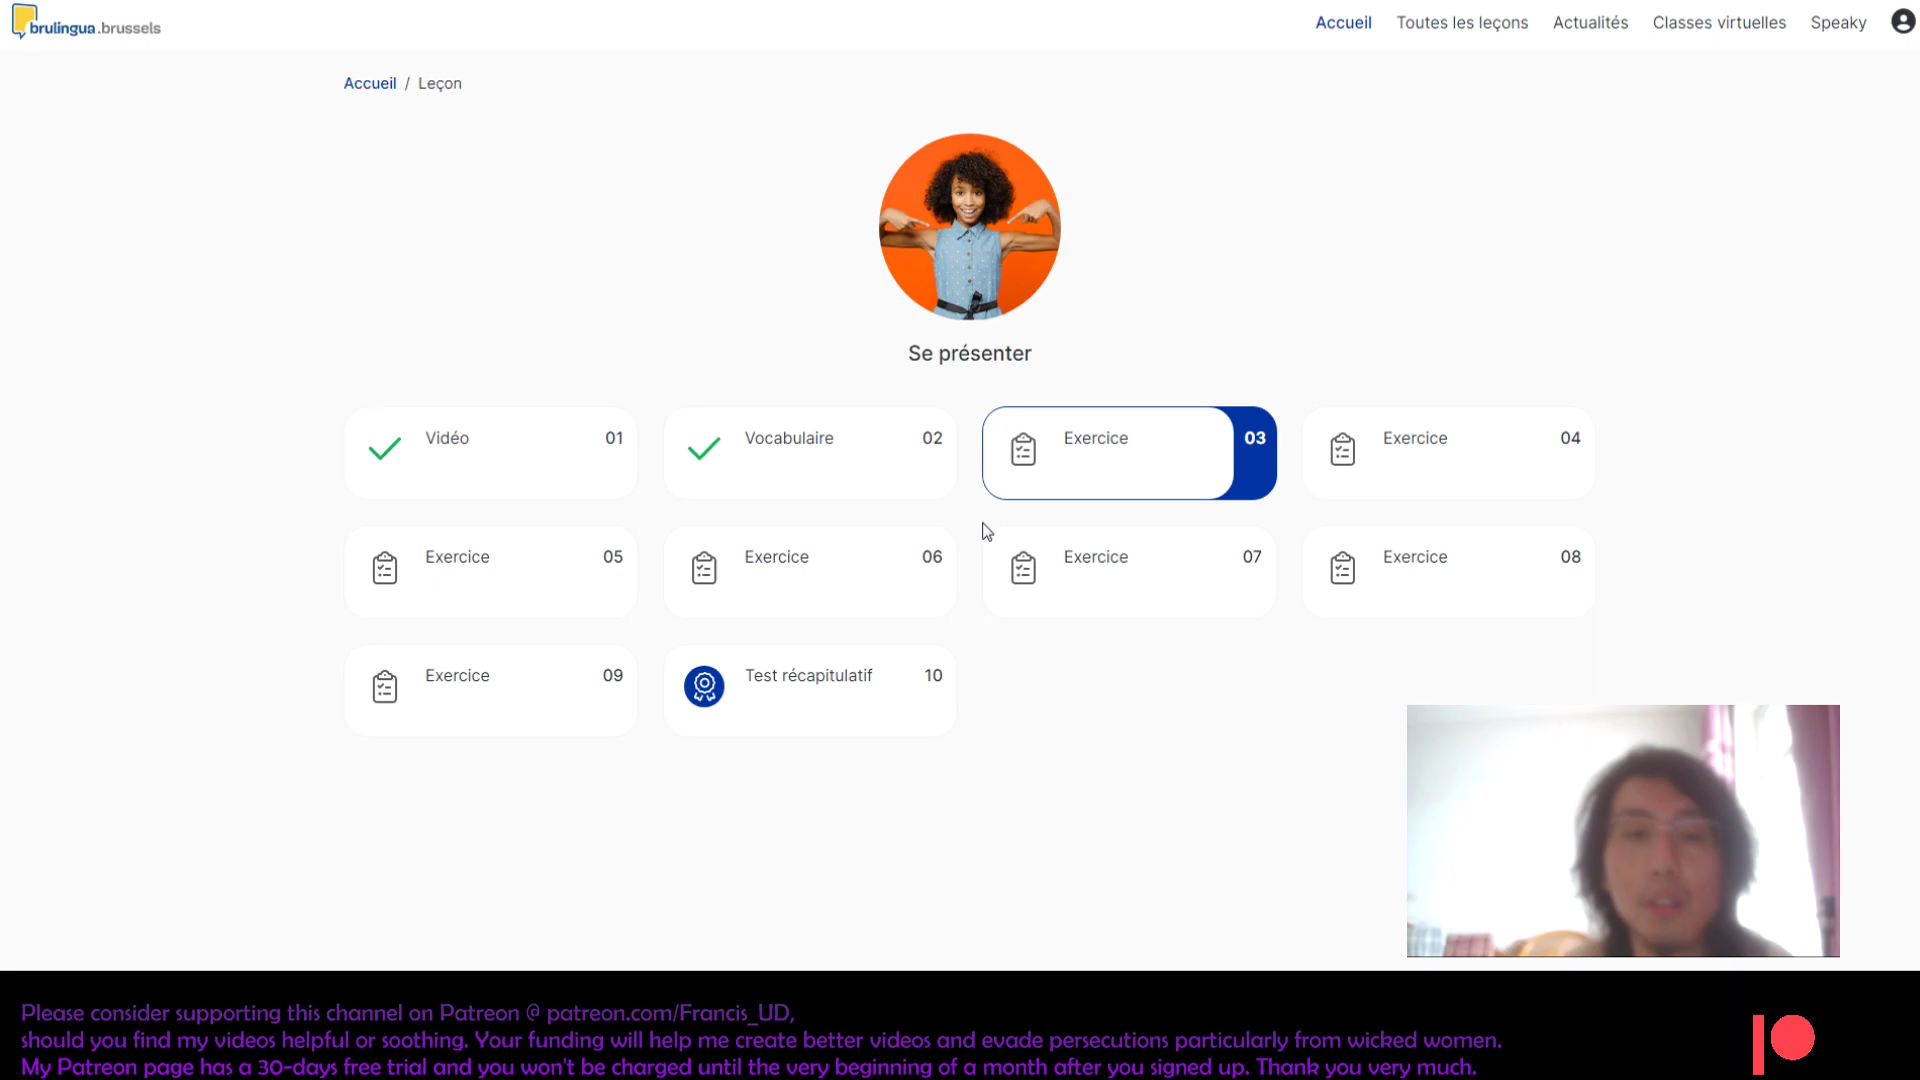 brulingua.brussels
Accueil Toutes les leçons Actualités Classes virtuelles Speaky
Accueil / Leçon
Se présenter
Vidéo 01
Vocabulaire 02
Exercice 03
Exercice 04
Exercice 05
Exercice 06
Exercice 07
Exercice 08
Exercice 09
Test récapitulatif 10
Please consider supporting this channel on Patreon @ patreon.com/Francis_UD,
should you find my videos helpful or soothing. Your funding will help me create better videos and evade persecutions particularly from wicked women.
My Patreon page has a 30-days free trial and you won't be charged until the very beginning of a month after you signed up. Thank you very much.